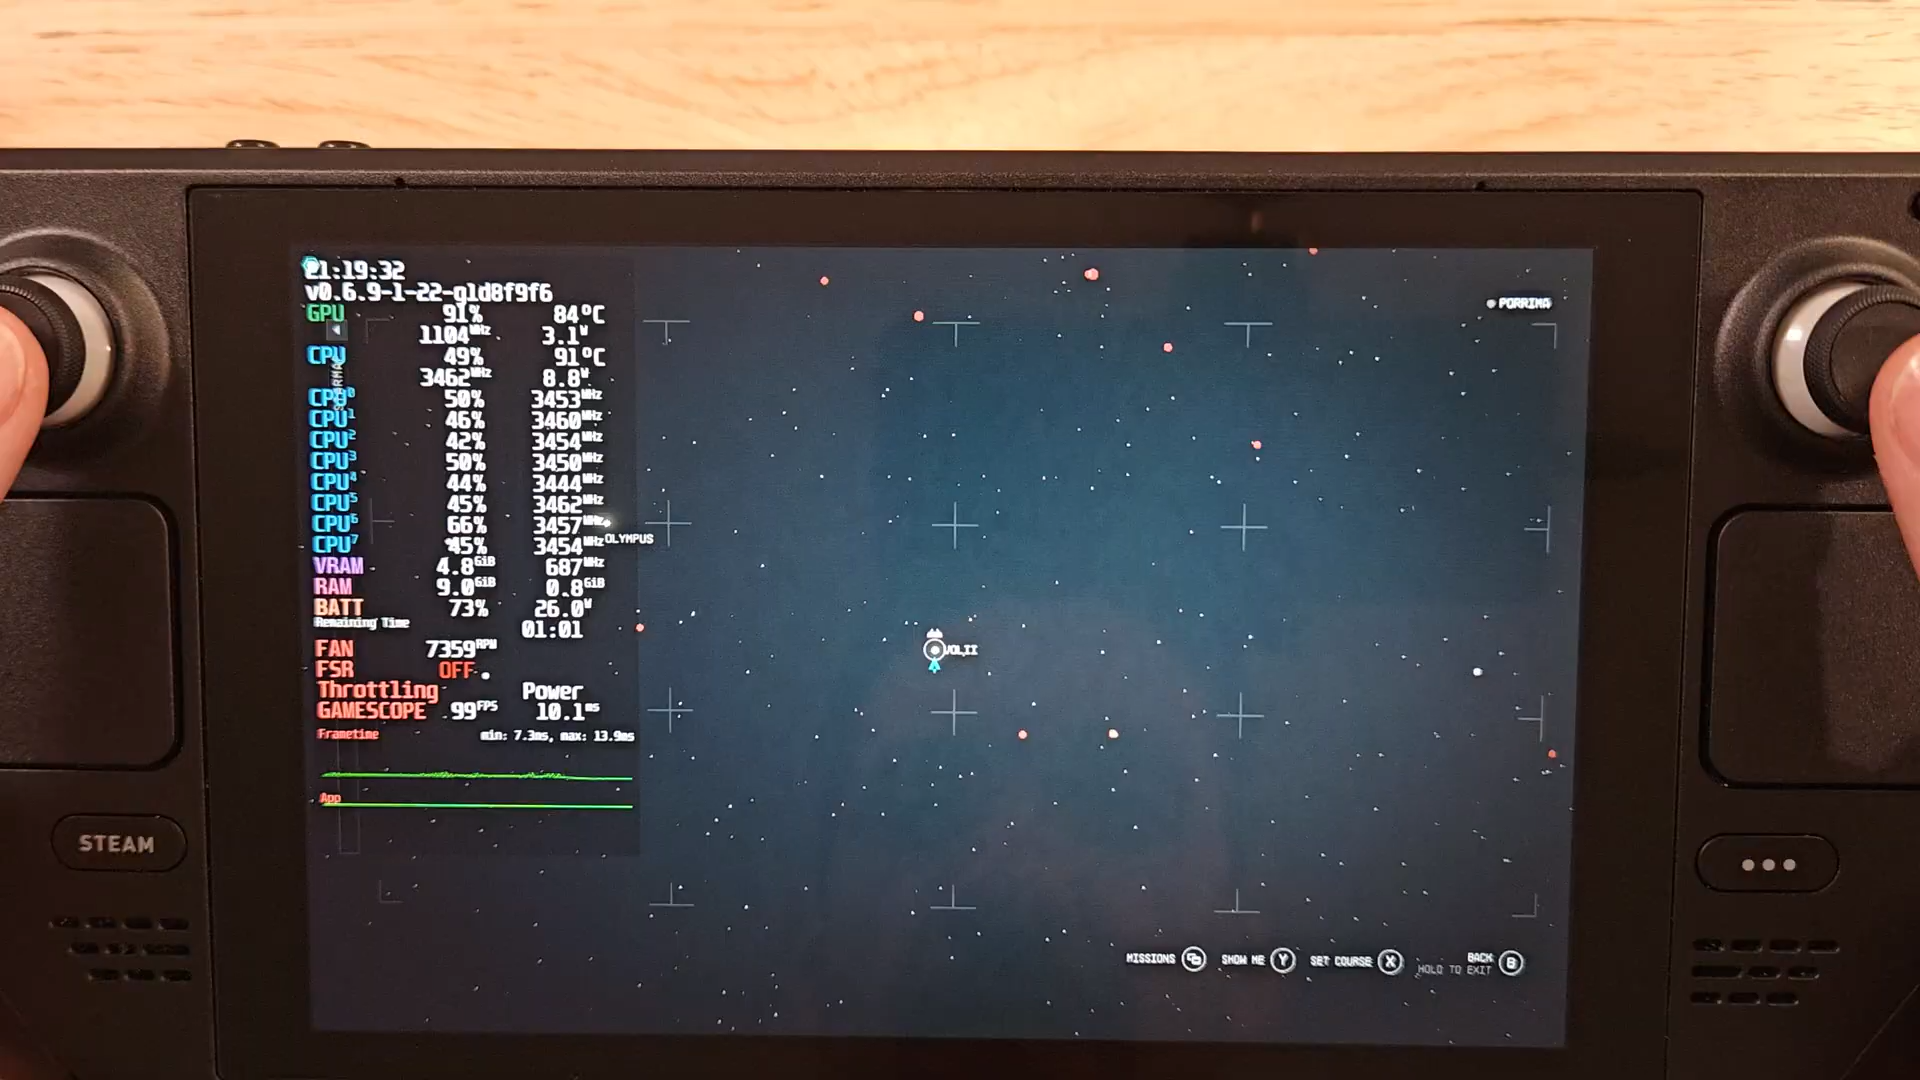 21:19:32
v0.6.9-1-22-g1d8f9f6
GPU 91% 84°C
1104MHz 3.1W
CPU 49% 91°C
3462MHz 8.8W
CPU0 50% 3453MHz
CPU1 46% 3460MHz
CPU2 42% 3454MHz
CPU3 50% 3450MHz
CPU4 44% 3444MHz
CPU5 45% 3462MHz
CPU6 66% 3457MHz
CPU7 45% 3454MHz
VRAM 4.8GiB 687MHz
RAM 9.0GiB 0.8GiB
BATT 73% 26.0W
Remaining Time 01:01
FAN 7359RPM
FSR OFF
Throttling Power
GAMESCOPE 99FPS 10.1ms
Frametime min: 7.3ms, max: 13.9ms
App
PORRIMA
OLYMPUS
VOLII
MISSIONS
SHOW ME Y
SET COURSE X
BACK B
HOLD TO EXIT
STEAM